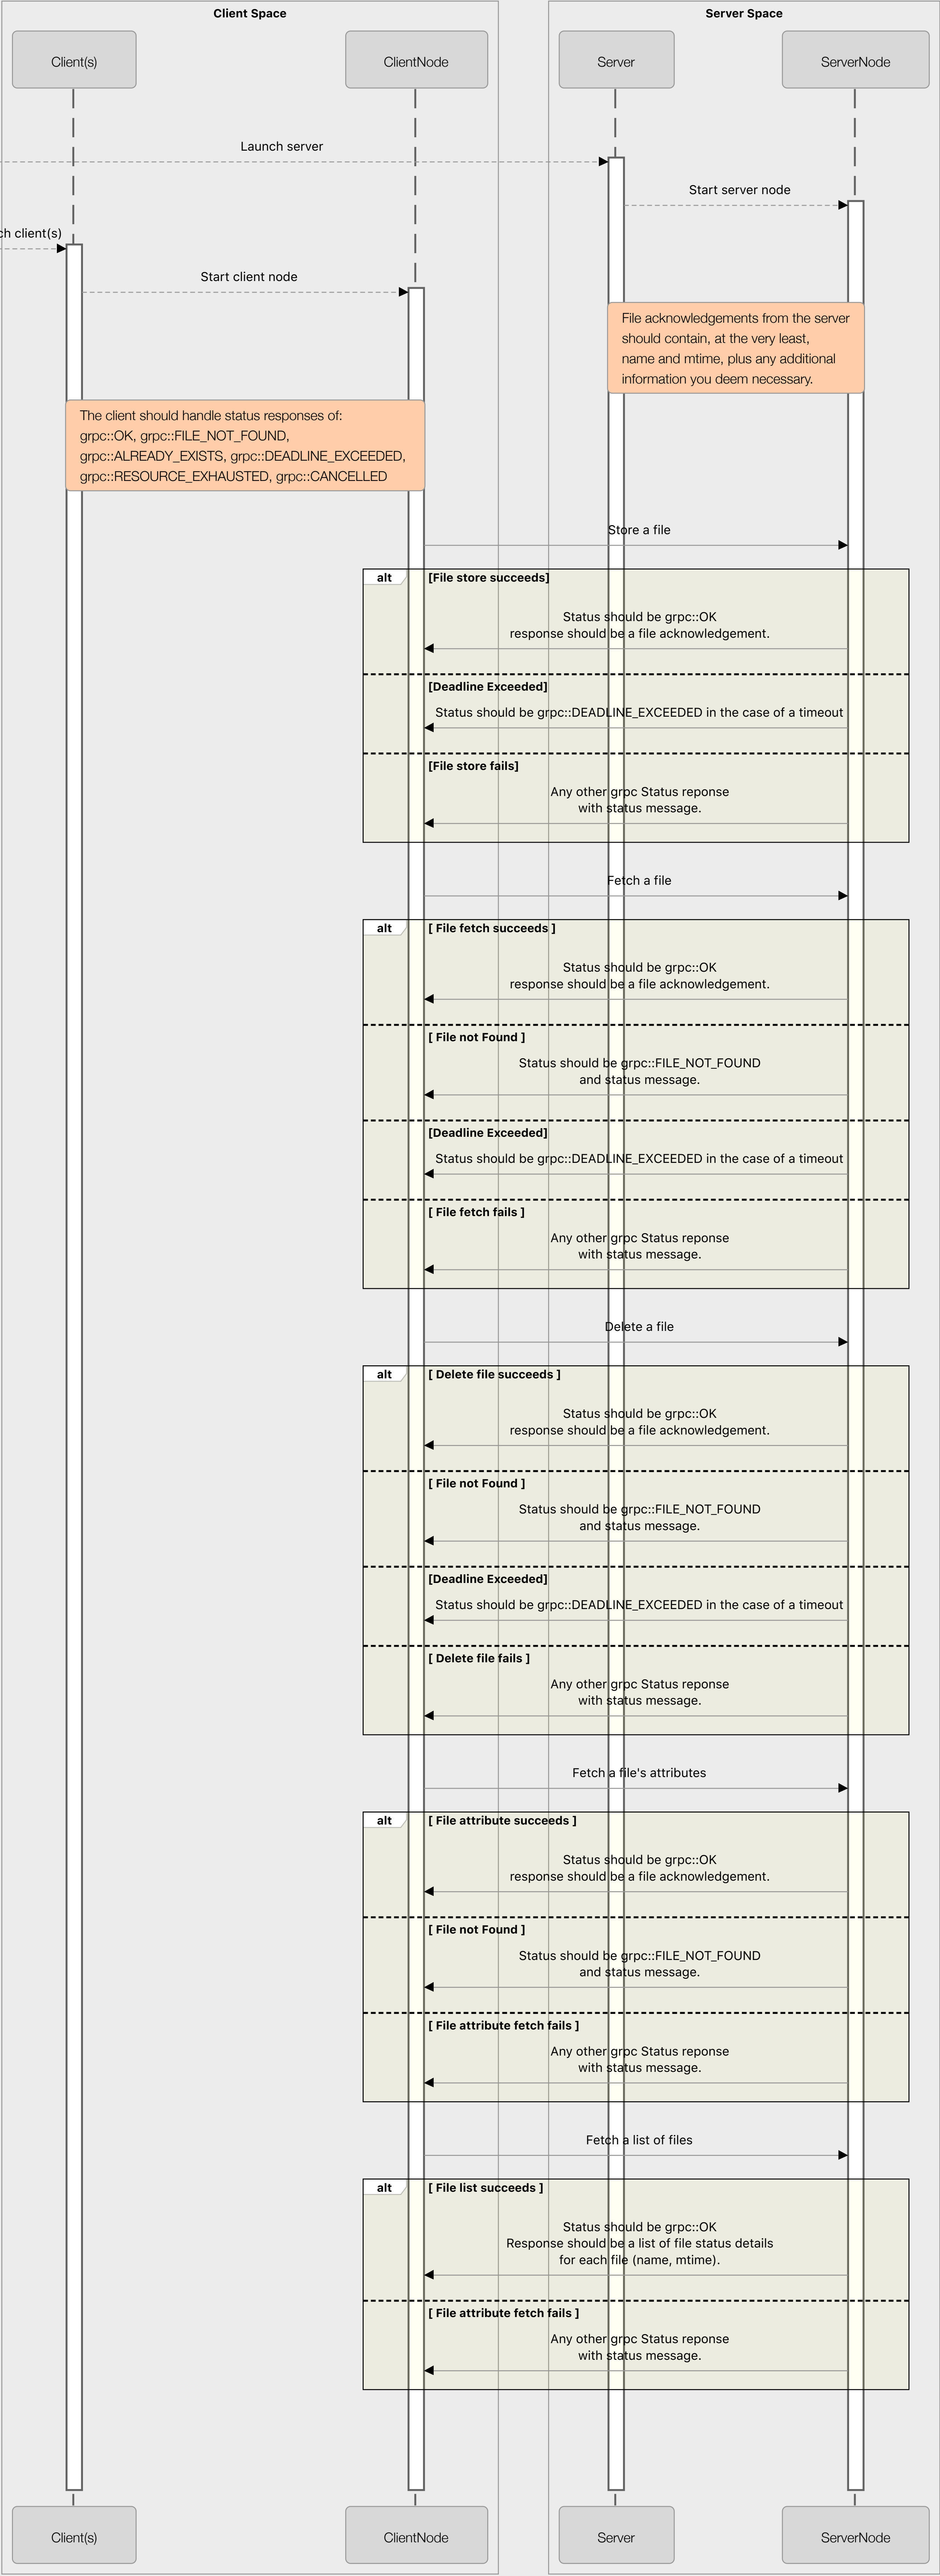 Client Space
Server Space
Client(s)
ClientNode
Server
ServerNode
Launch server
Start server node
ch client(s)
Start client node
File acknowledgements from the server
should contain, at the very least,
name and mtime, plus any additional
information you deem necessary.
The client should handle status responses of:
grpc::OK, grpc::FILE_NOT_FOUND,
grpc::ALREADY_EXISTS, grpc::DEADLINE_EXCEEDED,
grpc::RESOURCE_EXHAUSTED, grpc::CANCELLED
Store a file
alt
[File store succeeds]
Status should be grpc::OK
response should be a file acknowledgement.
[Deadline Exceeded]
Status should be grpc::DEADLINE_EXCEEDED in the case of a timeout
[File store fails]
Any other grpc Status reponse
with status message.
Fetch a file
alt
[ File fetch succeeds ]
Status should be grpc::OK
response should be a file acknowledgement.
[ File not Found ]
Status should be grpc::FILE_NOT_FOUND
and status message.
[Deadline Exceeded]
Status should be grpc::DEADLINE_EXCEEDED in the case of a timeout
[ File fetch fails ]
Any other grpc Status reponse
with status message.
Delete a file
alt
[ Delete file succeeds ]
Status should be grpc::OK
response should be a file acknowledgement.
[ File not Found ]
Status should be grpc::FILE_NOT_FOUND
and status message.
[Deadline Exceeded]
Status should be grpc::DEADLINE_EXCEEDED in the case of a timeout
[ Delete file fails ]
Any other grpc Status reponse
with status message.
Fetch a file's attributes
alt
[ File attribute succeeds ]
Status should be grpc::OK
response should be a file acknowledgement.
[ File not Found ]
Status should be grpc::FILE_NOT_FOUND
and status message.
[ File attribute fetch fails ]
Any other grpc Status reponse
with status message.
Fetch a list of files
alt
[ File list succeeds ]
Status should be grpc::OK
Response should be a list of file status details
for each file (name, mtime).
[ File attribute fetch fails ]
Any other grpc Status reponse
with status message.
Client(s)
ClientNode
Server
ServerNode